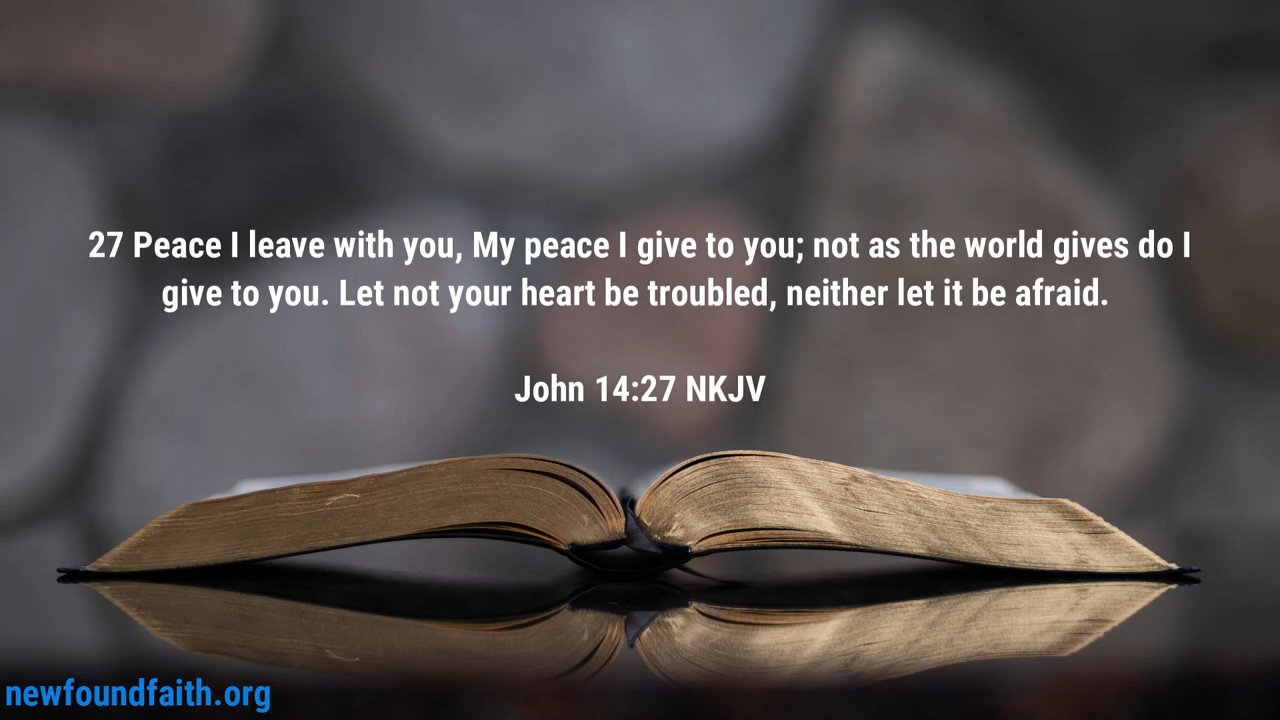 27 Peace I leave with you, My peace I give to you; not as the world gives do I
give to you. Let not your heart be troubled, neither let it be afraid.
John 14:27 NKJV
newfoundfaith.org